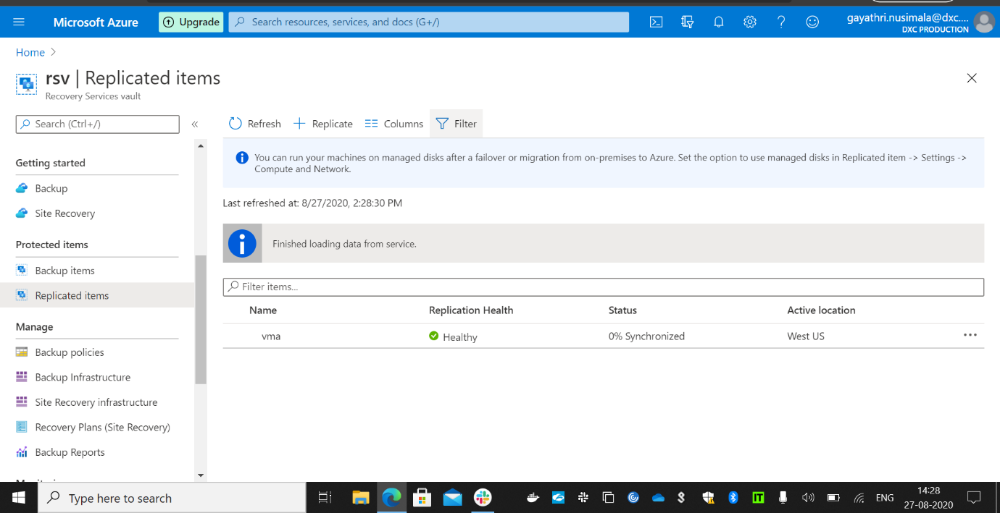 Microsoft Azure
Upgrade
Search resources, services, and docs (G+/)
gayathri.nusimala@dxc....
DXC PRODUCTION
Home
rsv | Replicated items
Recovery Services vault
Search (Ctrl+/)
«
Refresh
Replicate
Columns
Filter
Getting started
Backup
Site Recovery
Protected items
Backup items
Replicated items
Manage
Backup policies
Backup Infrastructure
Site Recovery infrastructure
Recovery Plans (Site Recovery)
Backup Reports
You can run your machines on managed disks after a failover or migration from on-premises to Azure. Set the option to use managed disks in Replicated item -> Settings ->
Compute and Network.
Last refreshed at: 8/27/2020, 2:28:30 PM
Finished loading data from service.
Filter items...
Name Replication Health Status Active location
vma Healthy 0% Synchronized West US
Type here to search
ENG
14:28
27-08-2020